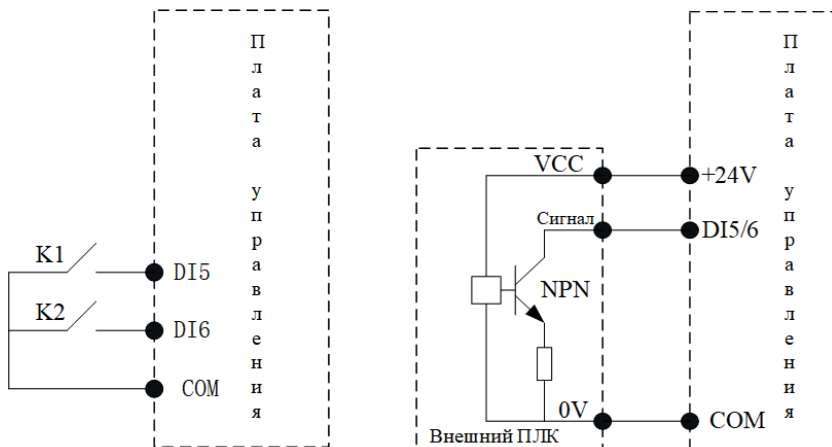 Плата управления
K1
DI5
K2
DI6
COM
Плата управления
VCC
+24V
Сигнал
DI5/6
NPN
0V
COM
Внешний ПЛК